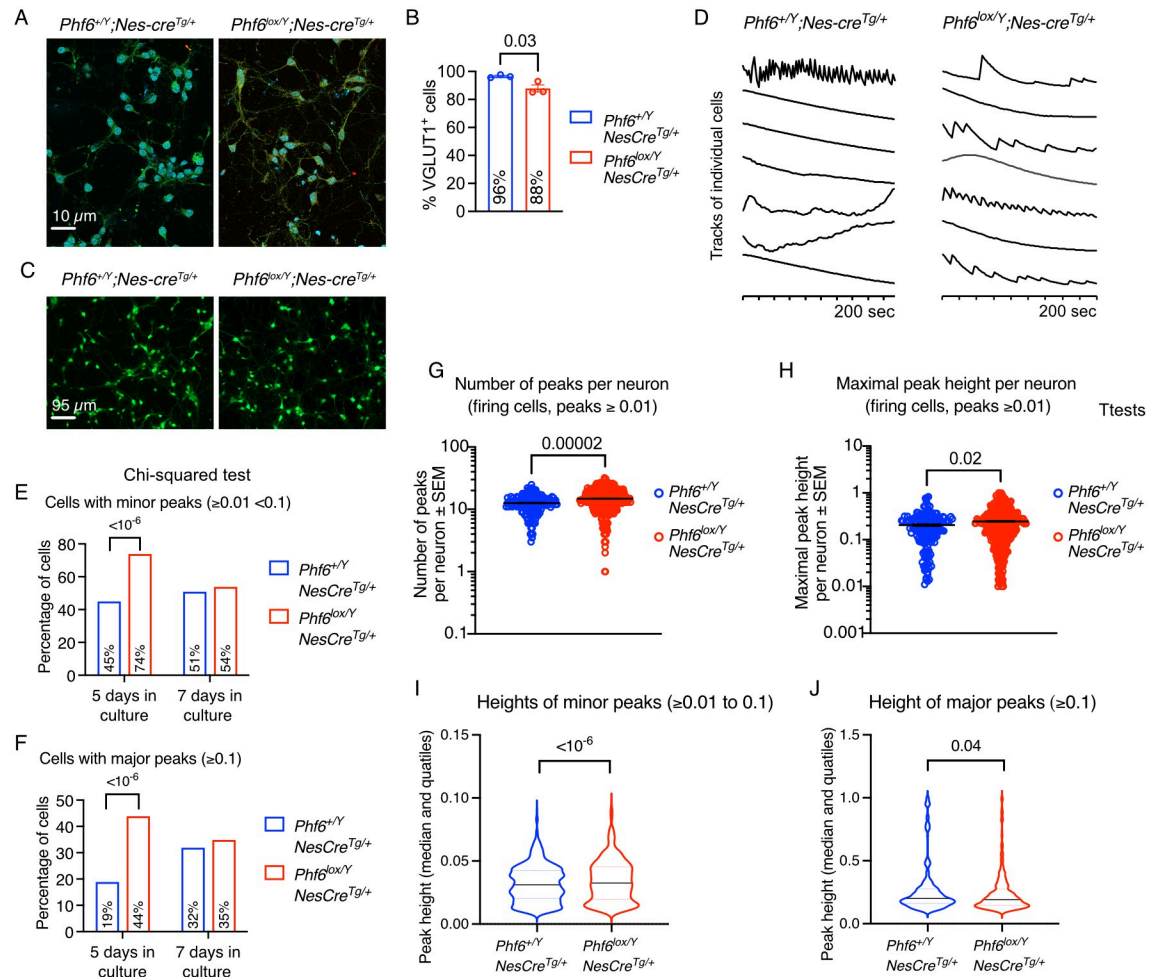 A
Phf6+/Y;Nes-creTg/+
Phf6lox/Y;Nes-creTg/+
10 µm
B
0.03
% VGLUT1+ cells
100
80
60
40
20
0
96%
88%
Phf6+/Y
NesCreTg/+
Phf6lox/Y
NesCreTg/+
C
Phf6+/Y;Nes-creTg/+
Phf6lox/Y;Nes-creTg/+
95 µm
D
Phf6+/Y;Nes-creTg/+
Phf6lox/Y;Nes-creTg/+
Tracks of individual cells
200 sec
200 sec
Chi-squared test
E
Cells with minor peaks (≥0.01 <0.1)
<10-6
Percentage of cells
80
60
40
20
0
45%
74%
51%
54%
5 days in
culture
7 days in
culture
Phf6+/Y
NesCreTg/+
Phf6lox/Y
NesCreTg/+
F
Cells with major peaks (≥0.1)
<10-6
Percentage of cells
50
40
30
20
10
0
19%
44%
32%
35%
5 days in
culture
7 days in
culture
Phf6+/Y
NesCreTg/+
Phf6lox/Y
NesCreTg/+
G
Number of peaks per neuron
(firing cells, peaks ≥ 0.01)
0.00002
Number of peaks
per neuron ± SEM
100
10
1
0.1
Phf6+/Y
NesCreTg/+
Phf6lox/Y
NesCreTg/+
H
Maximal peak height per neuron
(firing cells, peaks ≥0.01)
Ttests
0.02
Maximal peak height
per neuron ± SEM
10
1
0.1
0.01
0.001
Phf6+/Y
NesCreTg/+
Phf6lox/Y
NesCreTg/+
I
Heights of minor peaks (≥0.01 to 0.1)
<10-6
Peak height (median and quatiles)
0.15
0.10
0.05
0.00
Phf6+/Y
NesCreTg/+
Phf6lox/Y
NesCreTg/+
J
Height of major peaks (≥0.1)
0.04
Peak height (median and quatiles)
1.5
1.0
0.5
0.0
Phf6+/Y
NesCreTg/+
Phf6lox/Y
NesCreTg/+